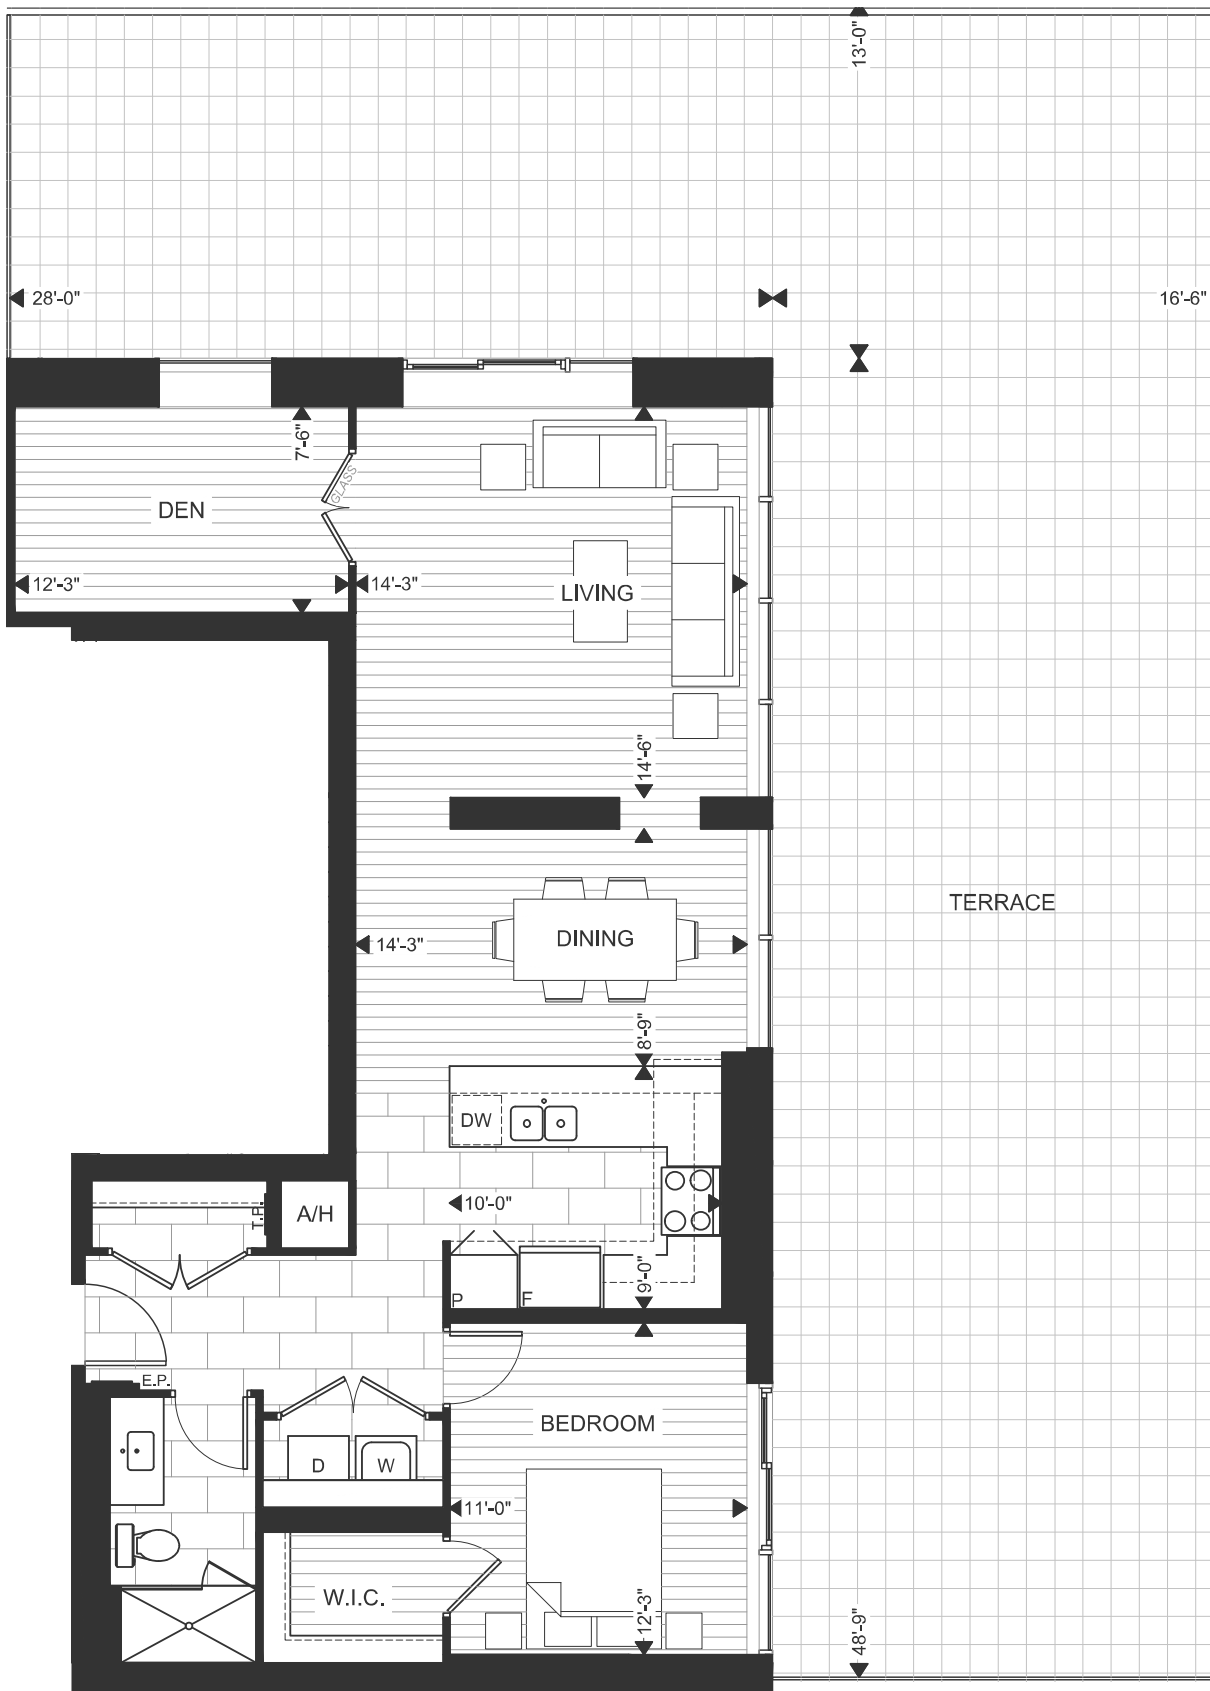 13'-0"
28'-0"
16'-6"
7'-6"
GLASS
DEN
12'-3"
14'-3"
LIVING
14'-6"
TERRACE
14'-3"
DINING
8'-9"
DW
10'-0"
T.P.
A/H
9'-0"
P
F
E.P.
BEDROOM
D
W
11'-0"
W.I.C.
12'-3"
48'-9"